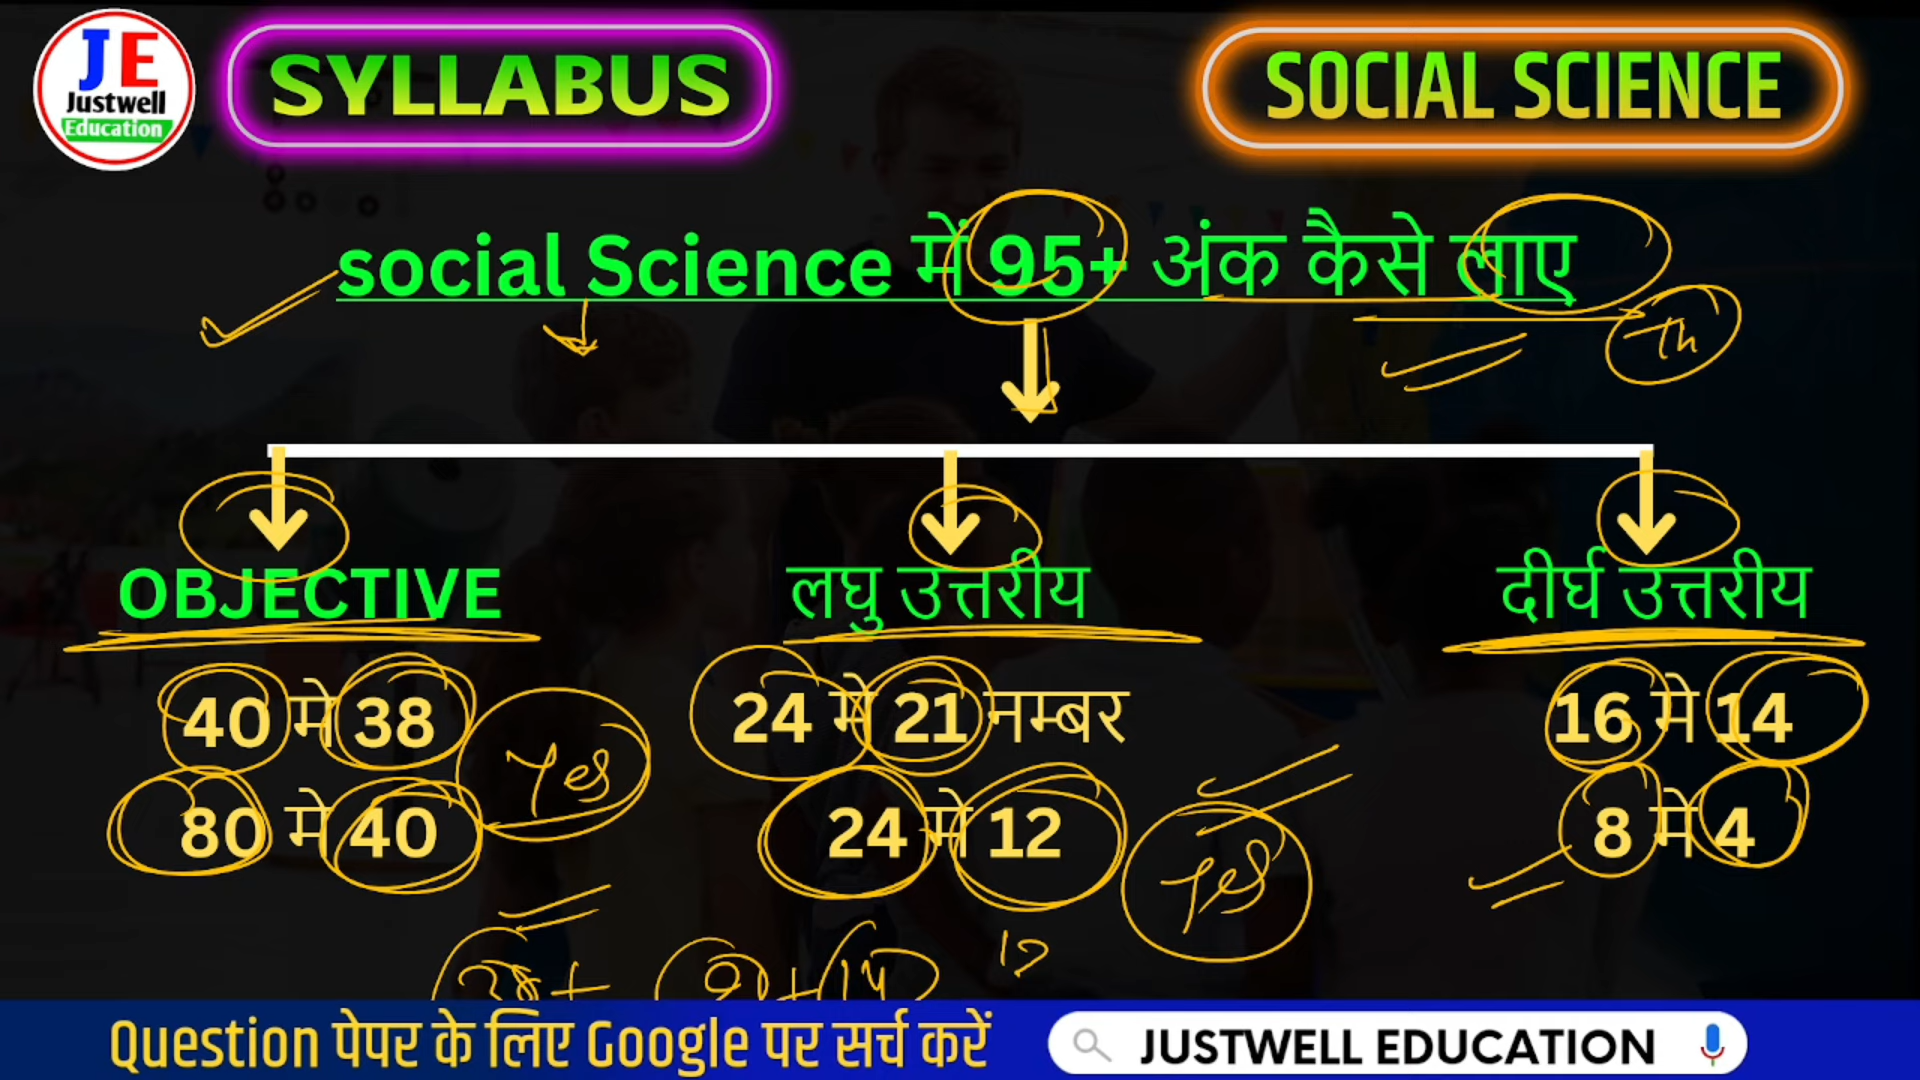 JE
Justwell
Education
SYLLABUS
SOCIAL SCIENCE
social Science में 95+ अंक कैसे लाए
Th
OBJECTIVE
लघु उत्तरीय
दीर्घ उत्तरीय
40 मे 38
24 मे 21 नम्बर
16 मे 14
Yes
80 मे 40
24 मे 12
8 मे 4
Yes
38 +
+ 14
Question पेपर के लिए Google पर सर्च करें
JUSTWELL EDUCATION